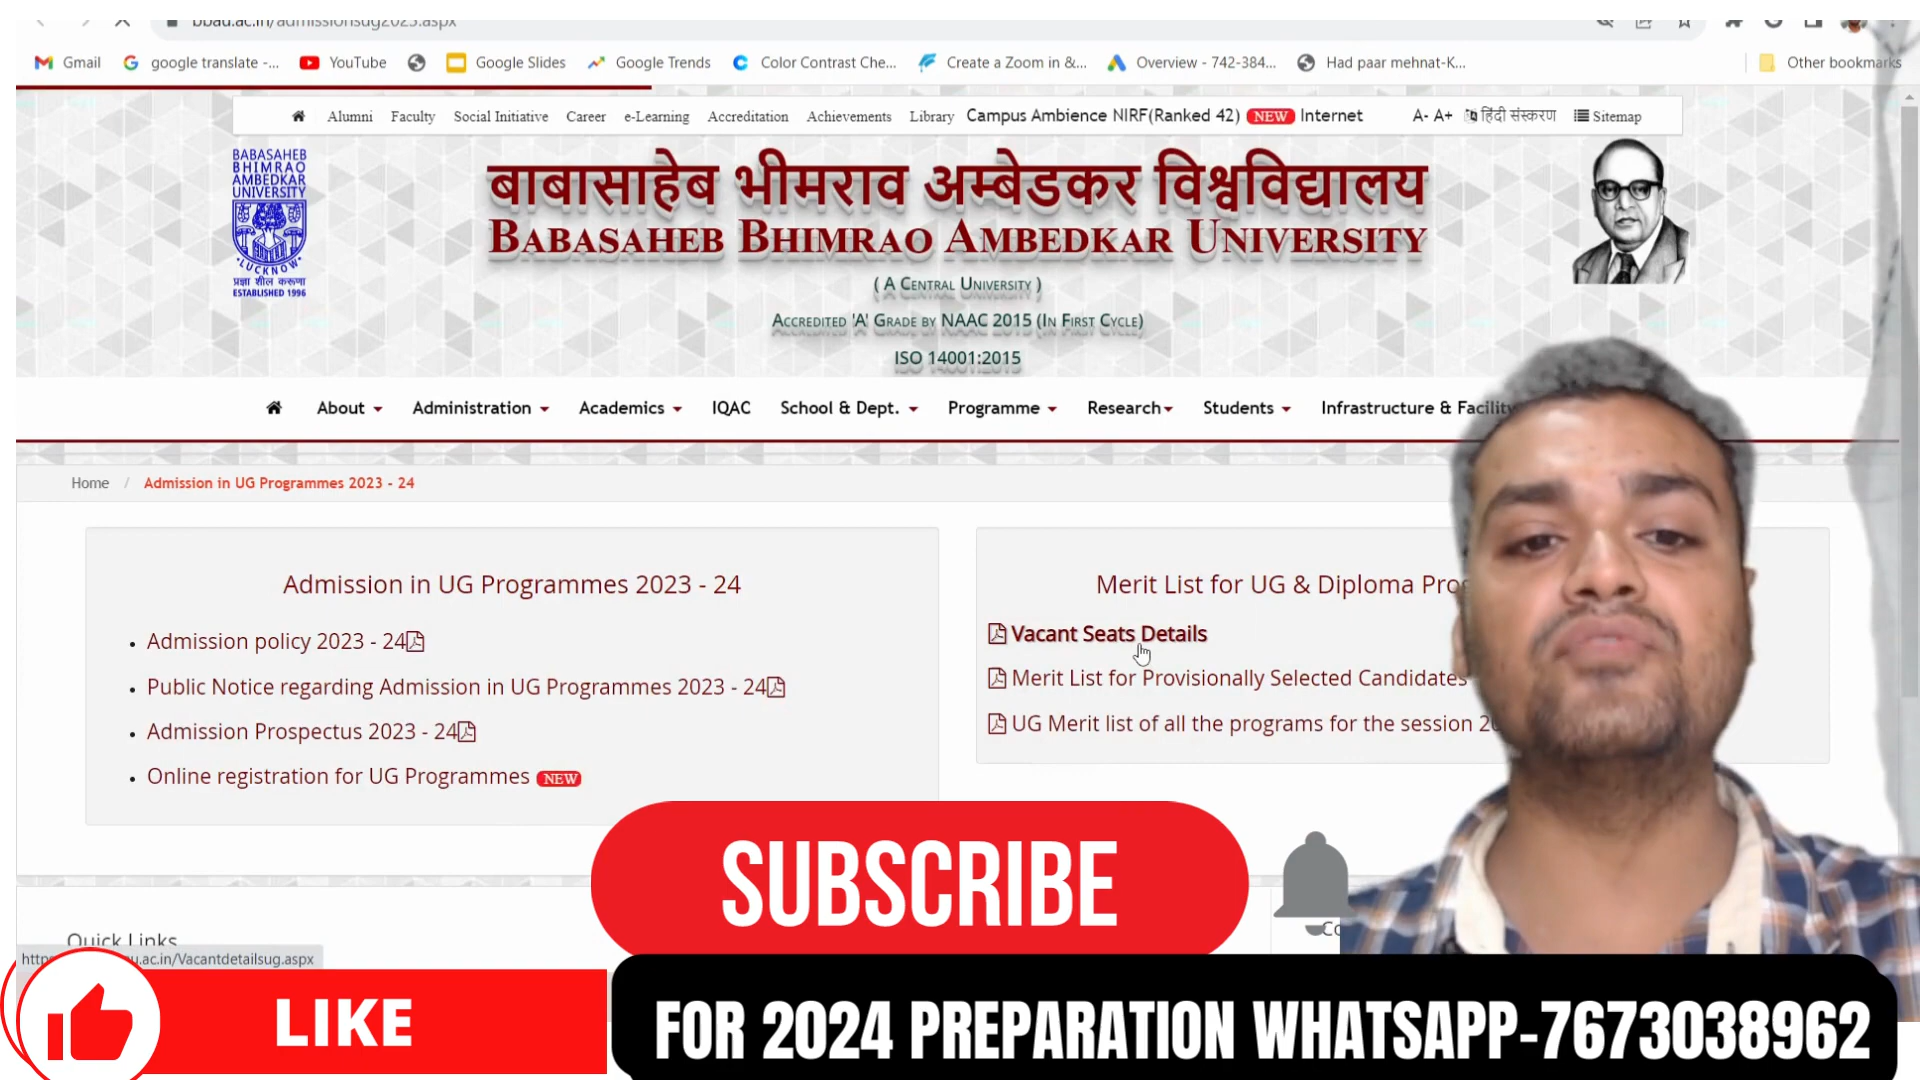 bbau.ac.in/admissionsug2023.aspx
Gmail
google translate -...
YouTube
Google Slides
Google Trends
Color Contrast Che...
Create a Zoom in &...
Overview - 742-384...
Had paar mehnat-K...
Other bookmarks
Alumni
Faculty
Social Initiative
Career
e-Learning
Accreditation
Achievements
Library
Campus Ambience NIRF(Ranked 42) NEW Internet
A- A+
हिंदी संस्करण
Sitemap
BABASAHEB
BHIMRAO
AMBEDKAR
UNIVERSITY
LUCKNOW
प्रज्ञा शील करुणा
ESTABLISHED 1996
बाबासाहेब भीमराव अम्बेडकर विश्वविद्यालय
BABASAHEB BHIMRAO AMBEDKAR UNIVERSITY
( A CENTRAL UNIVERSITY )
ACCREDITED 'A' GRADE BY NAAC 2015 (IN FIRST CYCLE)
ISO 14001:2015
About
Administration
Academics
IQAC
School & Dept.
Programme
Research
Students
Infrastructure & Facility
Home / Admission in UG Programmes 2023 - 24
Admission in UG Programmes 2023 - 24
Admission policy 2023 - 24
Public Notice regarding Admission in UG Programmes 2023 - 24
Admission Prospectus 2023 - 24
Online registration for UG Programmes NEW
Merit List for UG & Diploma Pro
Vacant Seats Details
Merit List for Provisionally Selected Candidates
UG Merit list of all the programs for the session 2
SUBSCRIBE
Quick Links
Co
http
u.ac.in/Vacantdetailsug.aspx
LIKE
FOR 2024 PREPARATION WHATSAPP-7673038962